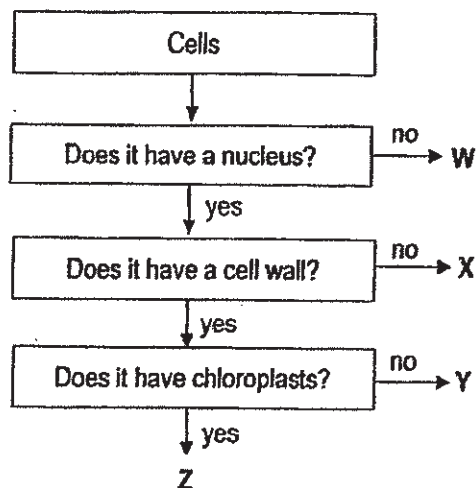 Cells
Does it have a nucleus?
no
W
yes
Does it have a cell wall?
no
X
yes
Does it have chloroplasts?
no
Y
yes
Z